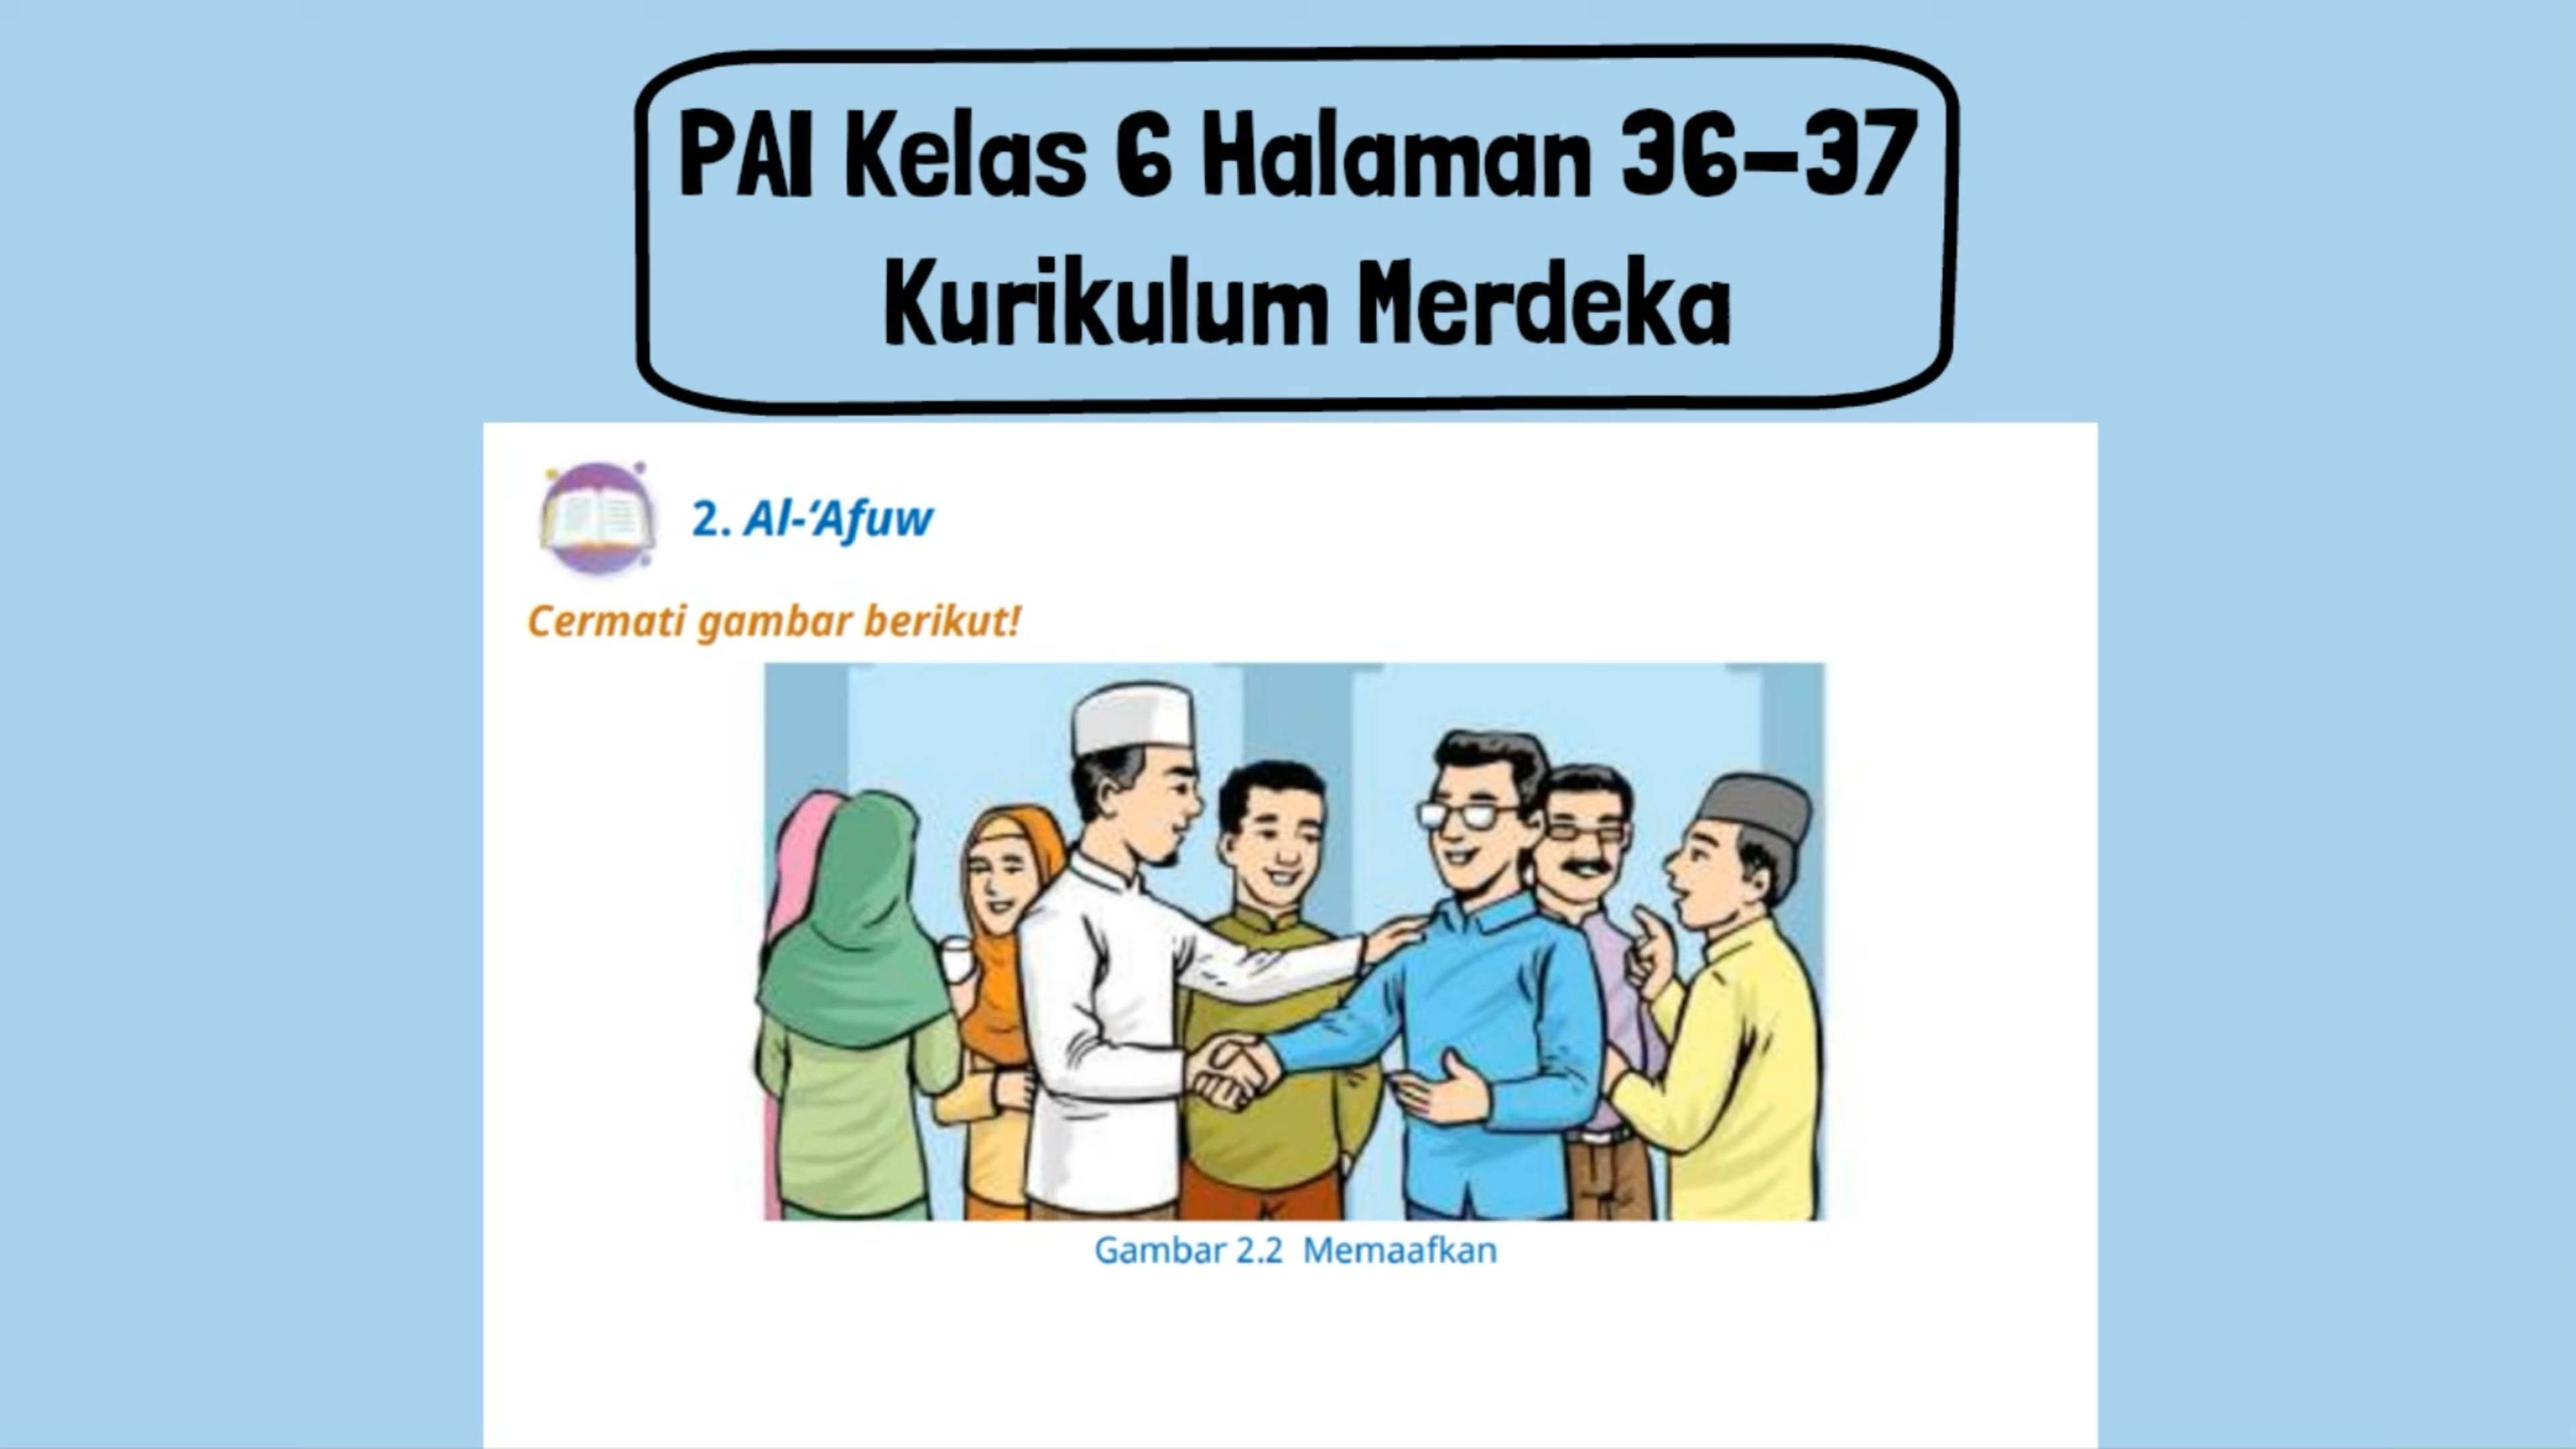 PAI Kelas 6 Halaman 36-37
Kurikulum Merdeka
2. Al-‘Afuw
Cermati gambar berikut!
Gambar 2.2 Memaafkan